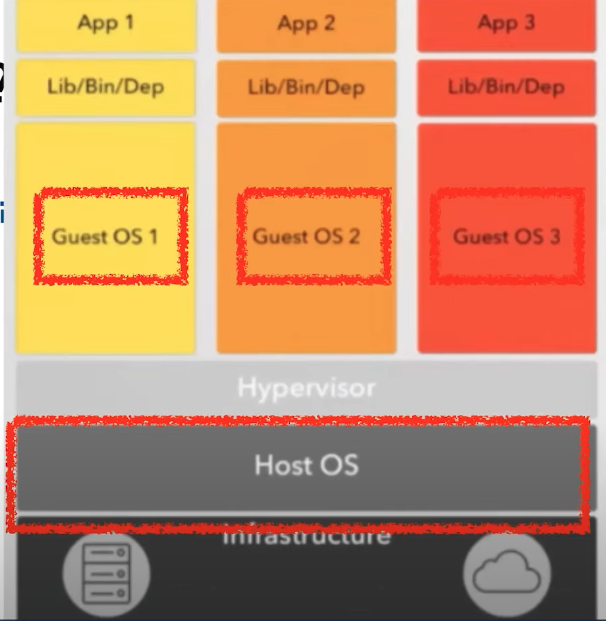 App 1
App 2
App 3
Lib/Bin/Dep
Lib/Bin/Dep
Lib/Bin/Dep
Guest OS 1
Guest OS 2
Guest OS 3
Hypervisor
Host OS
Infrastructure